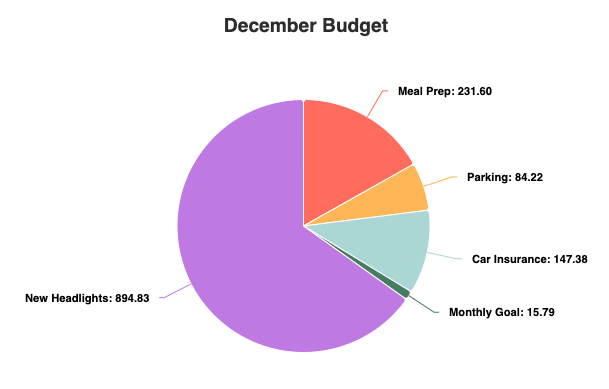 December Budget
Meal Prep: 231.60
Parking: 84.22
Car Insurance: 147.38
New Headlights: 894.83
Monthly Goal: 15.79